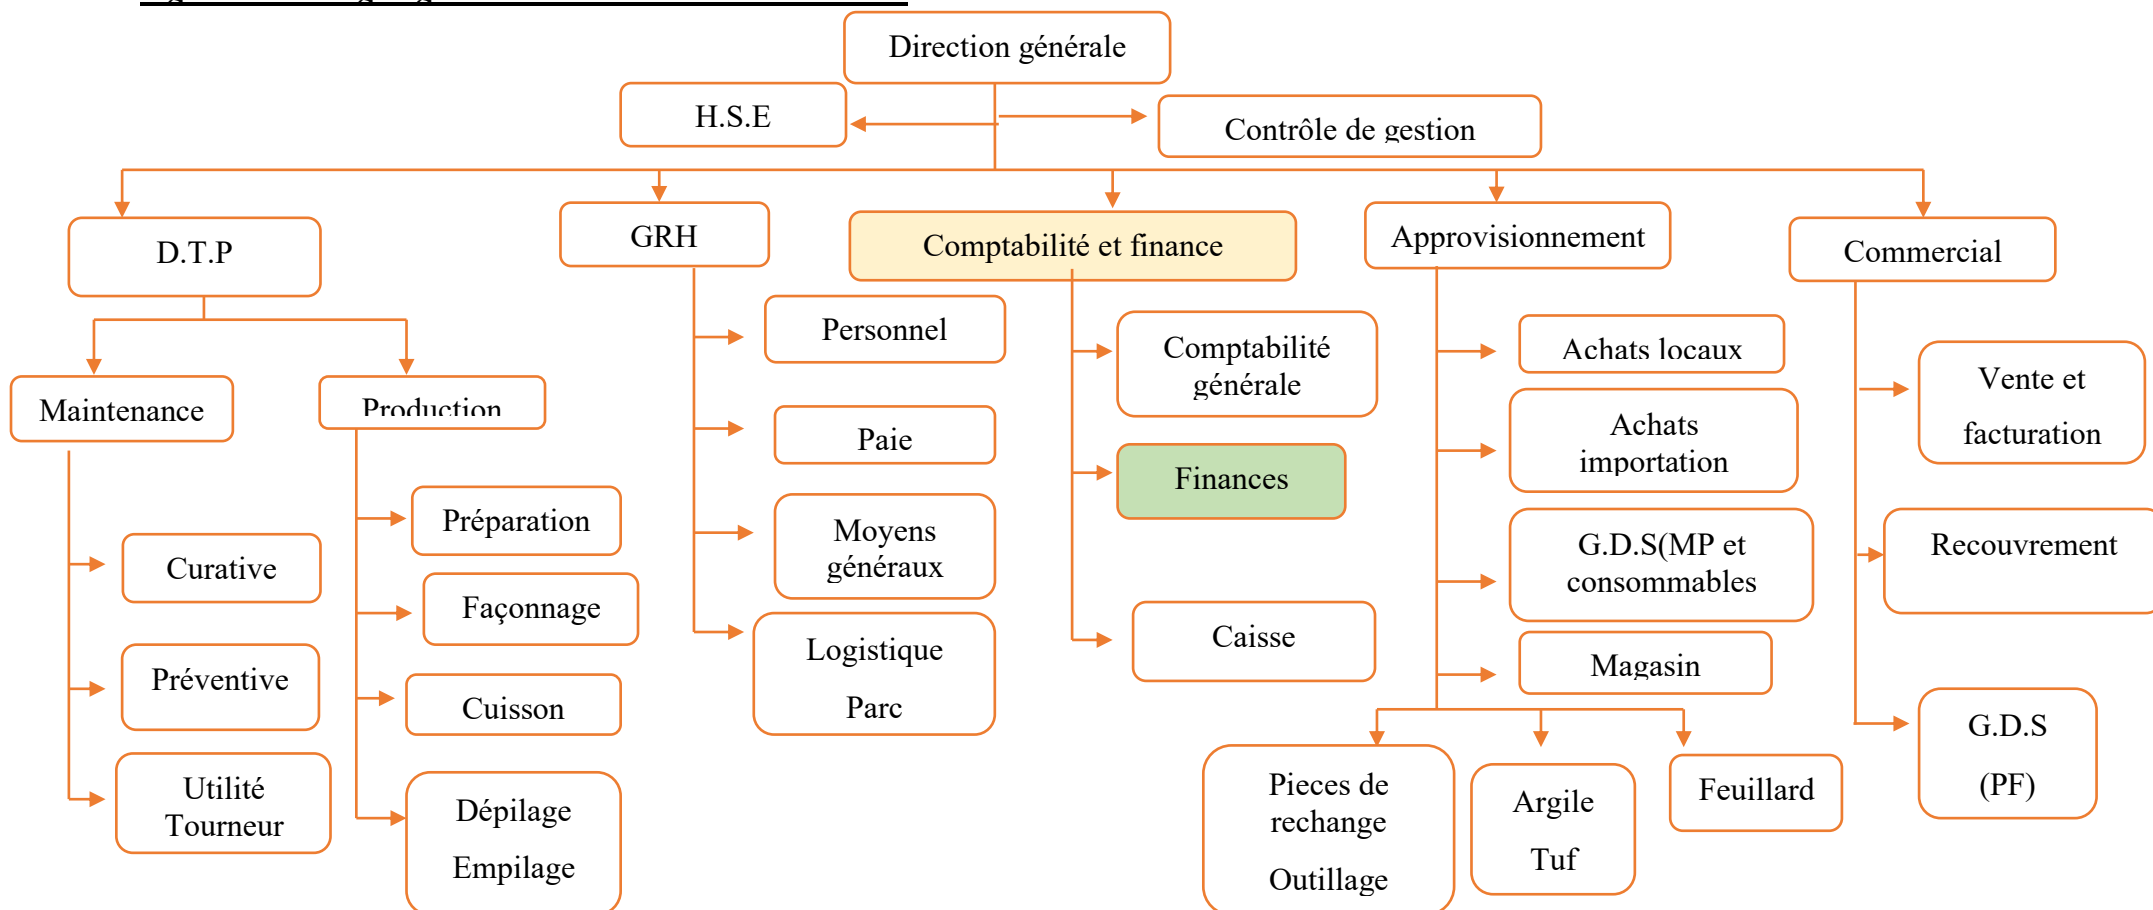 Direction générale
H.S.E
Contrôle de gestion
D.T.P
GRH
Comptabilité et finance
Approvisionnement
Commercial
Maintenance
Production
Curative
Préventive
Utilité
Tourneur
Préparation
Façonnage
Cuisson
Dépilage
Empilage
Personnel
Paie
Moyens
généraux
Logistique
Parc
Comptabilité
générale
Finances
Caisse
Achats locaux
Achats
importation
G.D.S(MP et
consommables
Magasin
Pieces de
rechange
Outillage
Argile
Tuf
Feuillard
Vente et
facturation
Recouvrement
G.D.S
(PF)